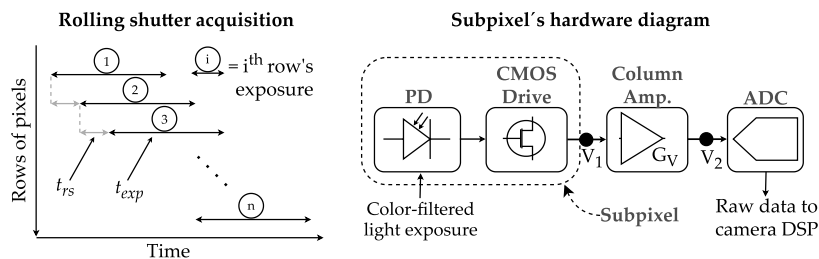 Rolling shutter acquisition
Rows of pixels
1
2
3
i
= iᵗʰ row's
exposure
t_rs
t_exp
n
Time
Subpixel´s hardware diagram
PD
CMOS
Drive
Column
Amp.
ADC
V₁
G_V
V₂
Color-filtered
light exposure
Subpixel
Raw data to
camera DSP